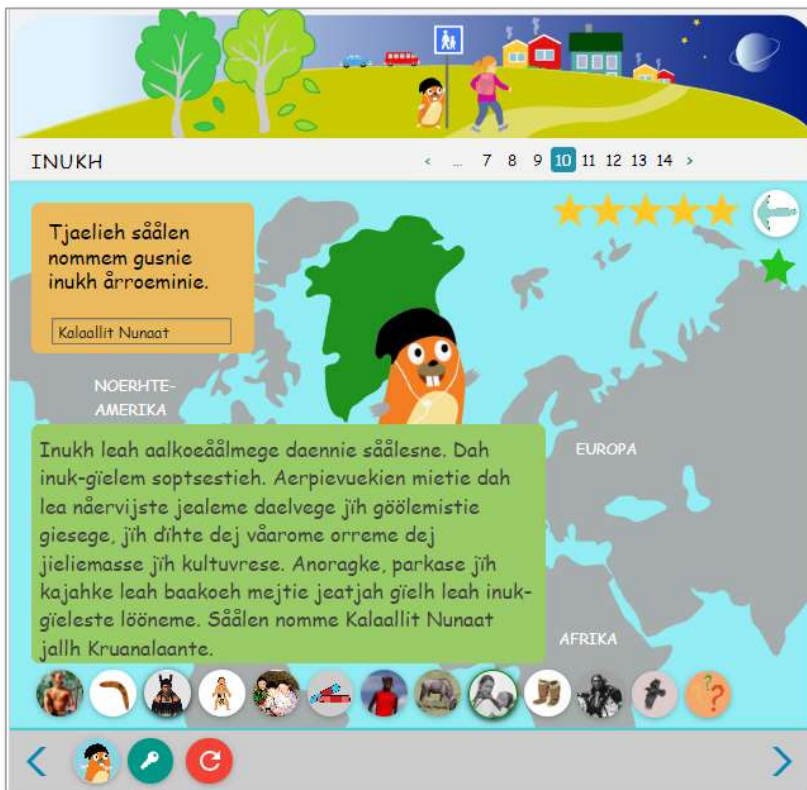 INUKH
< ... 7 8 9 10 11 12 13 14 >
Tjaelieh såålen
nommem gusnie
inukh årroeminie.
Kalaallit Nunaat
NOERHTE-
AMERIKA
EUROPA
Inukh leah aalkoeåålmege daennie såålesne. Dah
inuk-gïelem soptsestieh. Aerpievuekien mietie dah
lea nåervijste jealeme daelvege jïh göölemistie
giesege, jïh dïhte dej våarome orreme dej
jieliemasse jïh kultuvrese. Anoragke, parkase jïh
kajahke leah baakoeh mejtie jeatjah gïelh leah inuk-
gïeleste lööneme. Såålen nomme Kalaallit Nunaat
jallh Kruanalaante.
AFRIKA
? ? ?